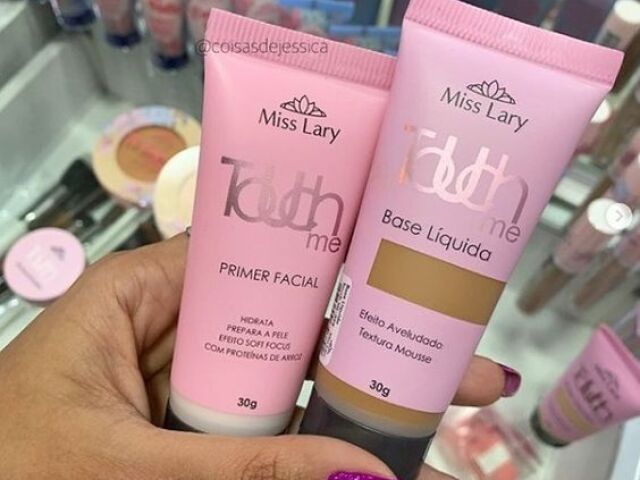 @coisasdejessica
Miss Lary
Touch
me
PRIMER FACIAL
HIDRATA
PREPARA A PELE
EFEITO SOFT FOCUS
COM PROTEÍNAS DE ARROZ
30g
Miss Lary
Touch
me
Base Líquida
Efeito Aveludado
Textura Mousse
30g